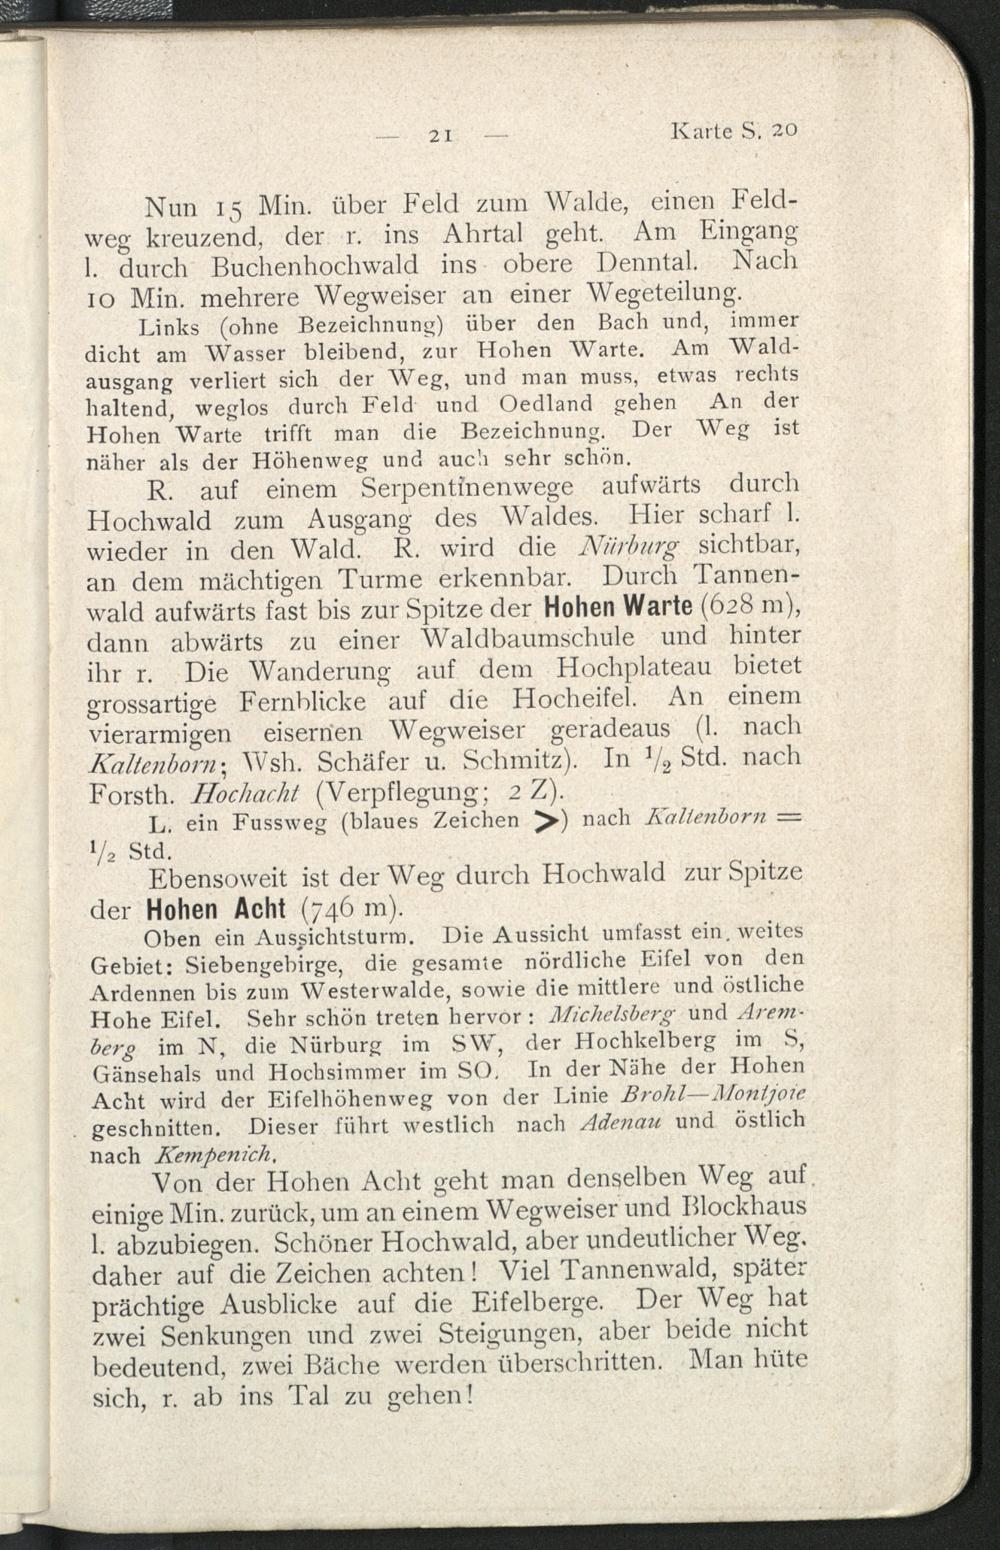 — 21 —
Karte S. 20
Nun 15 Min. über Feld zum Walde, einen Feld-
weg kreuzend, der r. ins Ahrtal geht. Am Eingang
l. durch Buchenhochwald ins obere Denntal. Nach
10 Min. mehrere Wegweiser an einer Wegeteilung.
Links (ohne Bezeichnung) über den Bach und, immer
dicht am Wasser bleibend, zur Hohen Warte. Am Wald-
ausgang verliert sich der Weg, und man muss, etwas rechts
haltend, weglos durch Feld und Oedland gehen An der
Hohen Warte trifft man die Bezeichnung. Der Weg ist
näher als der Höhenweg und auch sehr schön.
R. auf einem Serpentinenwege aufwärts durch
Hochwald zum Ausgang des Waldes. Hier scharf l.
wieder in den Wald. R. wird die Nürburg sichtbar,
an dem mächtigen Turme erkennbar. Durch Tannen-
wald aufwärts fast bis zur Spitze der Hohen Warte (628 m),
dann abwärts zu einer Waldbaumschule und hinter
ihr r. Die Wanderung auf dem Hochplateau bietet
grossartige Fernblicke auf die Hocheifel. An einem
vierarmigen eisernen Wegweiser geradeaus (l. nach
Kaltenborn; Wsh. Schäfer u. Schmitz). In 1/2 Std. nach
Forsth. Hochacht (Verpflegung; 2 Z).
L. ein Fussweg (blaues Zeichen >) nach Kaltenborn =
1/2 Std.
Ebensoweit ist der Weg durch Hochwald zur Spitze
der Hohen Acht (746 m).
Oben ein Aussichtsturm. Die Aussicht umfasst ein weites
Gebiet: Siebengebirge, die gesamte nördliche Eifel von den
Ardennen bis zum Westerwalde, sowie die mittlere und östliche
Hohe Eifel. Sehr schön treten hervor: Michelsberg und Arem-
berg im N, die Nürburg im SW, der Hochkelberg im S,
Gänsehals und Hochsimmer im SO. In der Nähe der Hohen
Acht wird der Eifelhöhenweg von der Linie Brohl—Montjoie
geschnitten. Dieser führt westlich nach Adenau und östlich
nach Kempenich.
Von der Hohen Acht geht man denselben Weg auf
einige Min. zurück, um an einem Wegweiser und Blockhaus
l. abzubiegen. Schöner Hochwald, aber undeutlicher Weg,
daher auf die Zeichen achten! Viel Tannenwald, später
prächtige Ausblicke auf die Eifelberge. Der Weg hat
zwei Senkungen und zwei Steigungen, aber beide nicht
bedeutend, zwei Bäche werden überschritten. Man hüte
sich, r. ab ins Tal zu gehen!